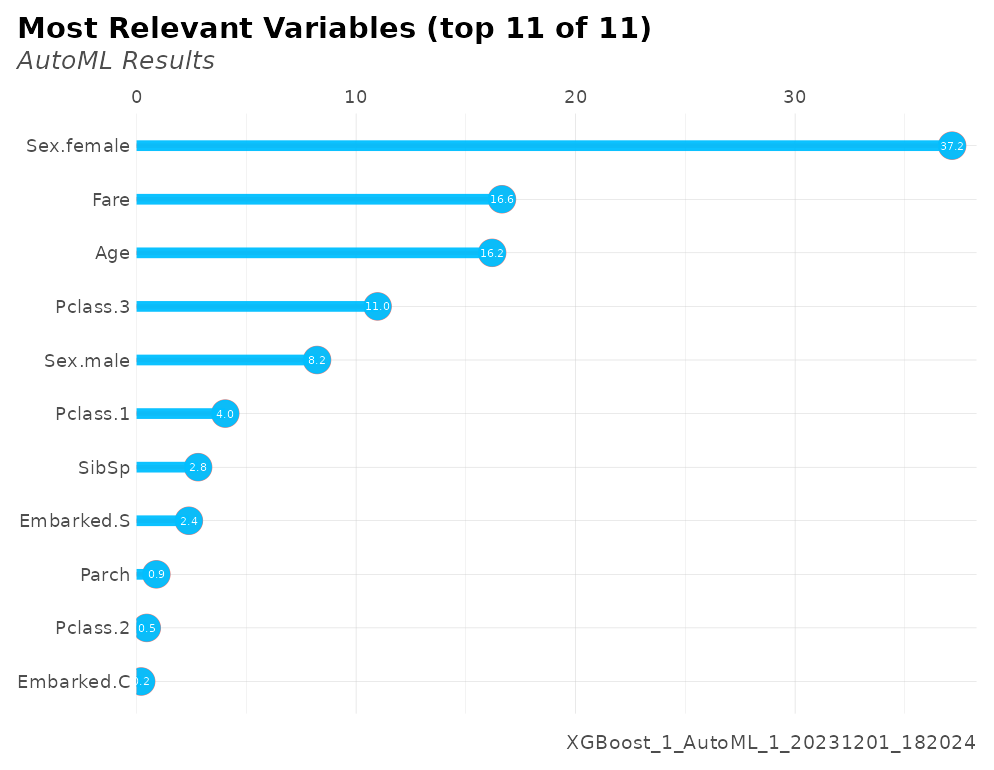 Most Relevant Variables (top 11 of 11)
AutoML Results
0 10 20 30
Sex.female 37.2
Fare 16.6
Age 16.2
Pclass.3 11.0
Sex.male 8.2
Pclass.1 4.0
SibSp 2.8
Embarked.S 2.4
Parch 0.9
Pclass.2 0.5
Embarked.C 0.2
XGBoost_1_AutoML_1_20231201_182024